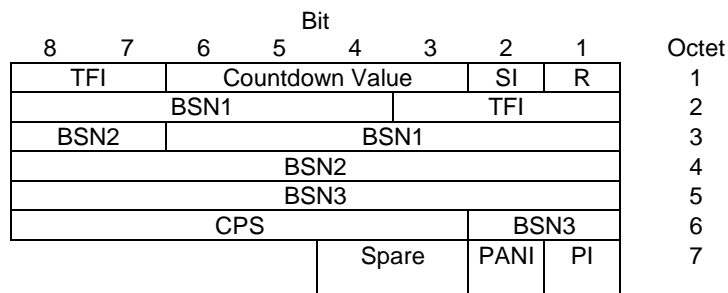 Bit
8 7 6 5 4 3 2 1 Octet
TFI Countdown Value SI R 1
BSN1 TFI 2
BSN2 BSN1 3
BSN2 4
BSN3 5
CPS BSN3 6
Spare PANI PI 7